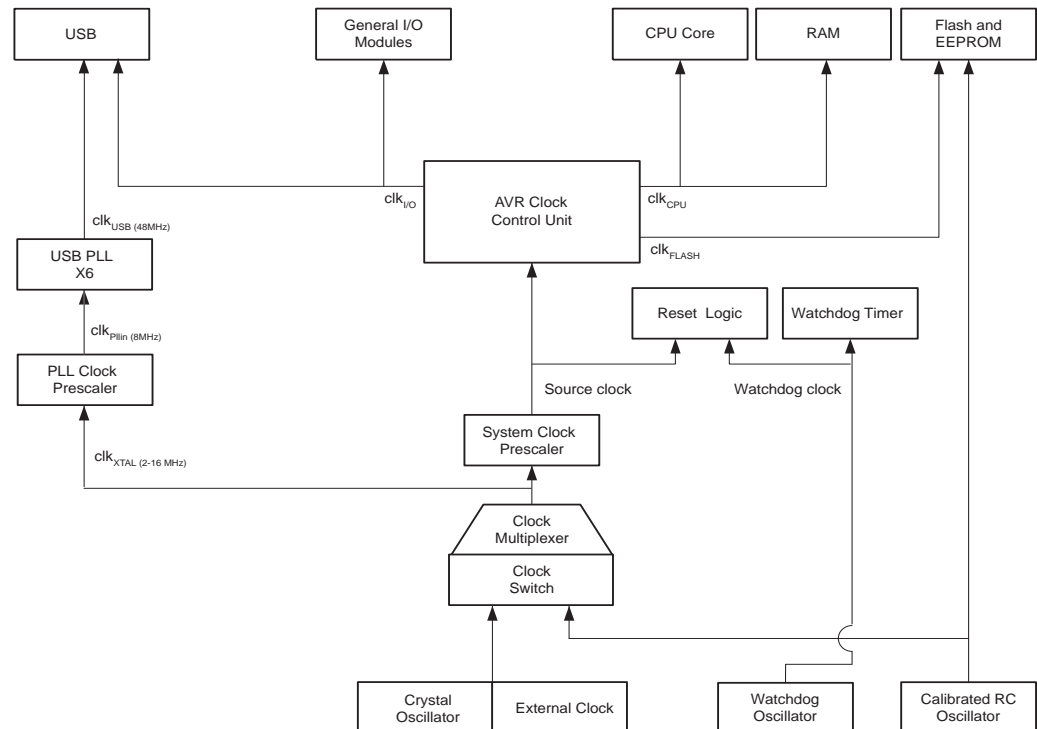 USB
General I/O
Modules
CPU Core
RAM
Flash and
EEPROM
AVR Clock
Control Unit
clkI/O
clkCPU
clkFLASH
clkUSB (48MHz)
USB PLL
X6
clkPllin (8MHz)
PLL Clock
Prescaler
Reset Logic
Watchdog Timer
Source clock
Watchdog clock
System Clock
Prescaler
clkXTAL (2-16 MHz)
Clock
Multiplexer
Clock
Switch
Crystal
Oscillator
External Clock
Watchdog
Oscillator
Calibrated RC
Oscillator